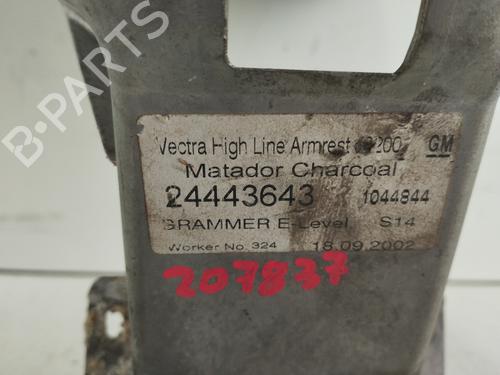 B-PARTS
Vectra High Line Armrest GM
Matador Charcoal
24443643 1044844
GRAMMER E-Level S14
Worker No. 324 18.09.2002
207837